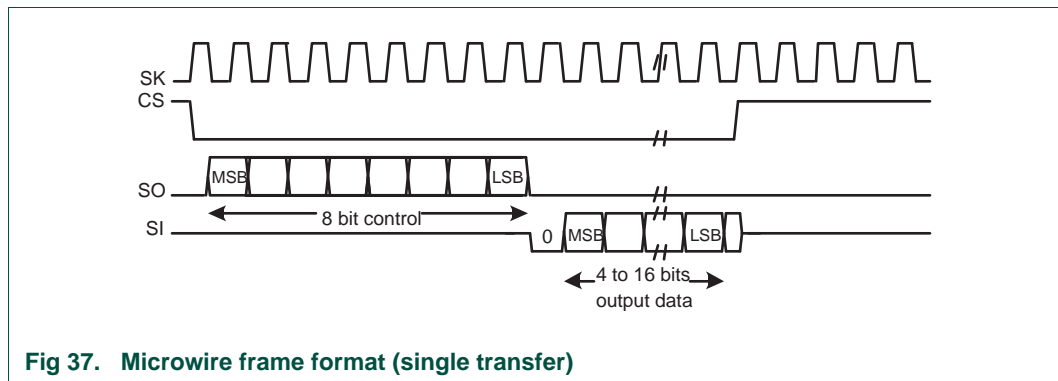 SK
CS
SO
MSB
LSB
8 bit control
SI
0
MSB
LSB
4 to 16 bits
output data
Fig 37. Microwire frame format (single transfer)